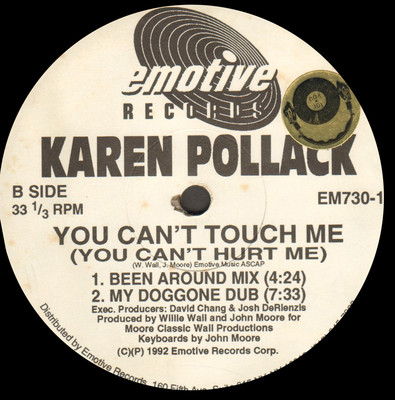 emotive
RECORDS
KAREN POLLACK
B SIDE
33 1/3 RPM
EM730-1
YOU CAN'T TOUCH ME
(YOU CAN'T HURT ME)
(W. Wall, J. Moore) Emotive Music ASCAP
1. BEEN AROUND MIX (4:24)
2. MY DOGGONE DUB (7:33)
Exec. Producers: David Chang & Josh DeRienzis
Produced by Willie Wall and John Moore for
Moore Classic Wall Productions
Keyboards by John Moore
(C)(P) 1992 Emotive Records Corp.
Distributed by Emotive Records, 160 Fifth Ave.